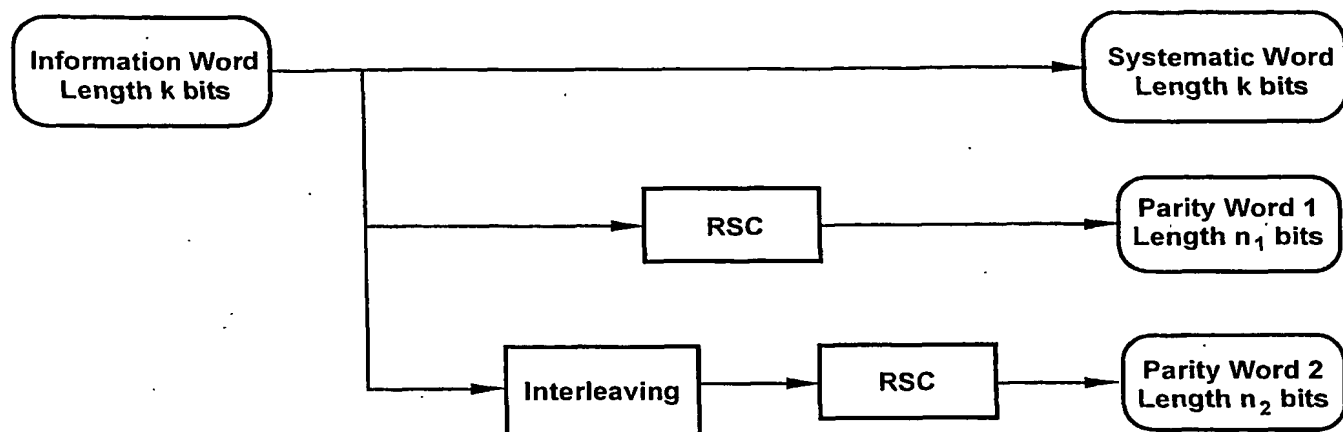 Information Word
Length k bits
Systematic Word
Length k bits
RSC
Parity Word 1
Length n₁ bits
Interleaving
RSC
Parity Word 2
Length n₂ bits